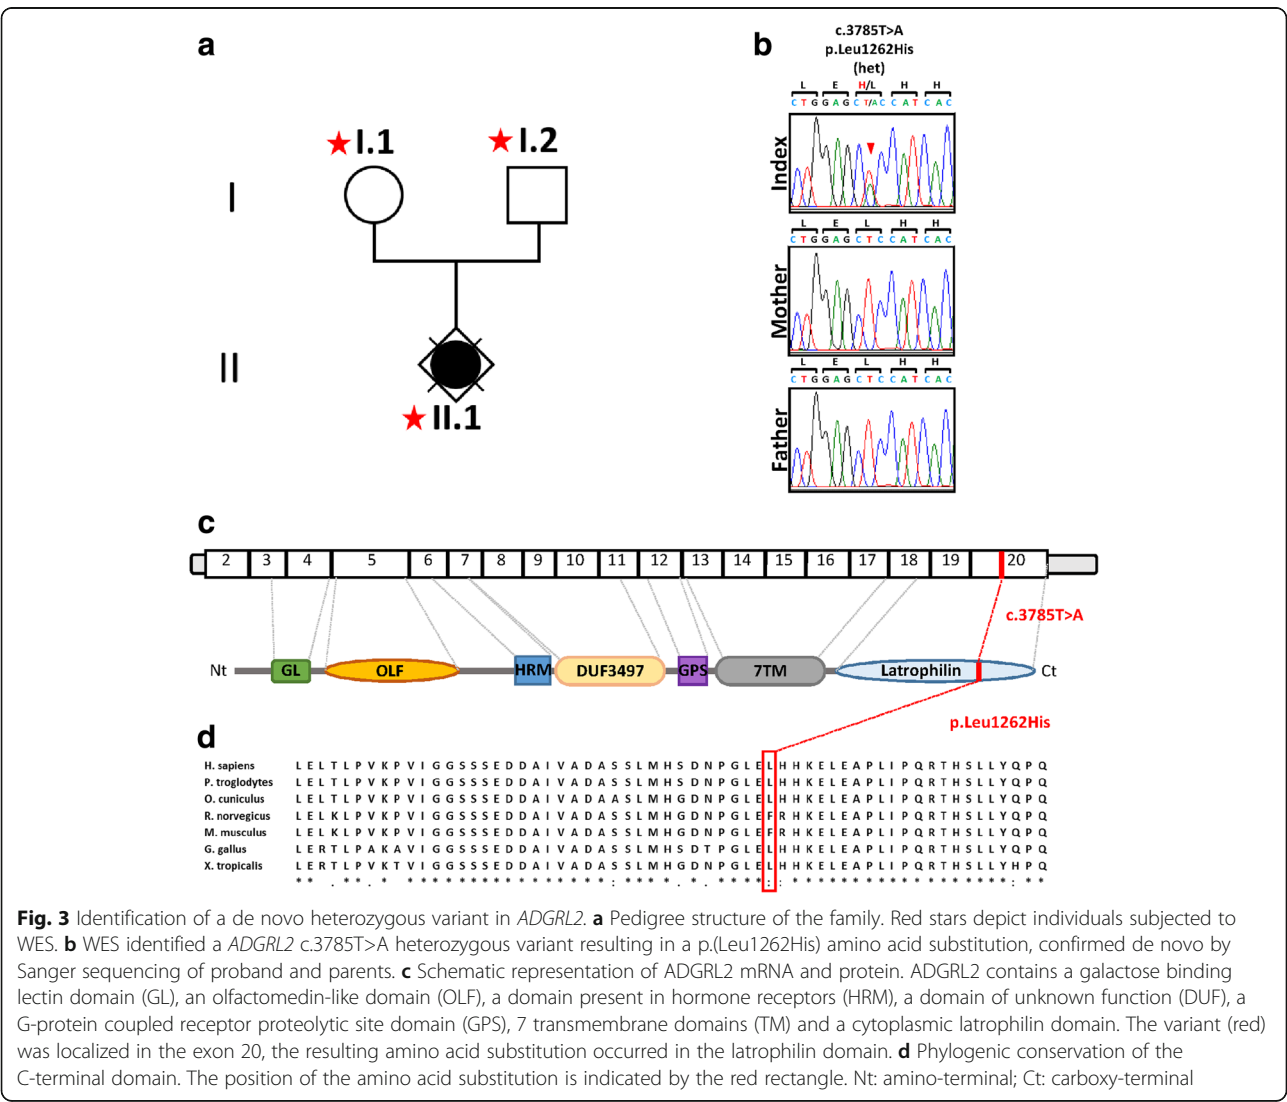 a
★I.1
★I.2
I
II
★II.1
b
c.3785T>A
p.Leu1262His
(het)
L E H/L H H
C T G G A G C T/A C C A T C A C
Index
L E L H H
C T G G A G C T C C A T C A C
Mother
L E L H H
C T G G A G C T C C A T C A C
Father
c
2 3 4 5 6 7 8 9 10 11 12 13 14 15 16 17 18 19 20
c.3785T>A
Nt GL OLF HRM DUF3497 GPS 7TM Latrophilin Ct
p.Leu1262His
d
H. sapiens L E L T L P V K P V I G G S S S E D D A I V A D A S S L M H S D N P G L E L H H K E L E A P L I P Q R T H S L L Y Q P Q
P. troglodytes L E L T L P V K P V I G G S S S E D D A I V A D A S S L M H S D N P G L E L H H K E L E A P L I P Q R T H S L L Y Q P Q
O. cuniculus L E L T L P V K P V I G G S S S E D D A I V A D A A S L M H G D N P G L E L H H K E L E A P L I P Q R T H S L L Y Q P Q
R. norvegicus L E L K L P V K P V I G G S S S E D D A I V A D A S S L M H G D N P G L E F R H K E L E A P L I P Q R T H S L L Y Q P Q
M. musculus L E L K L P V K P V I G G S S S E D D A I V A D A S S L M H G D N P G L E F R H K E L E A P L I P Q R T H S L L Y Q P Q
G. gallus L E R T L P A K A V I G G S S S E D D A I V A D A S S L M H S D T P G L E L H H K E L E A P L I P Q R T H S L L Y Q P Q
X. tropicalis L E R T L P V K T V I G G S S S E D D A I V A D A S S L M H G D N P G L E L H H K E L E A P L I P Q R T H S L L Y H P Q
* * . * * . * . * * * * * * * * * * * * * * * * : * * * * . * . * * * * : : * * * * * * * * * * * * * * * * * * * : * *
Fig. 3 Identification of a de novo heterozygous variant in ADGRL2. a Pedigree structure of the family. Red stars depict individuals subjected to
WES. b WES identified a ADGRL2 c.3785T>A heterozygous variant resulting in a p.(Leu1262His) amino acid substitution, confirmed de novo by
Sanger sequencing of proband and parents. c Schematic representation of ADGRL2 mRNA and protein. ADGRL2 contains a galactose binding
lectin domain (GL), an olfactomedin-like domain (OLF), a domain present in hormone receptors (HRM), a domain of unknown function (DUF), a
G-protein coupled receptor proteolytic site domain (GPS), 7 transmembrane domains (TM) and a cytoplasmic latrophilin domain. The variant (red)
was localized in the exon 20, the resulting amino acid substitution occurred in the latrophilin domain. d Phylogenic conservation of the
C-terminal domain. The position of the amino acid substitution is indicated by the red rectangle. Nt: amino-terminal; Ct: carboxy-terminal